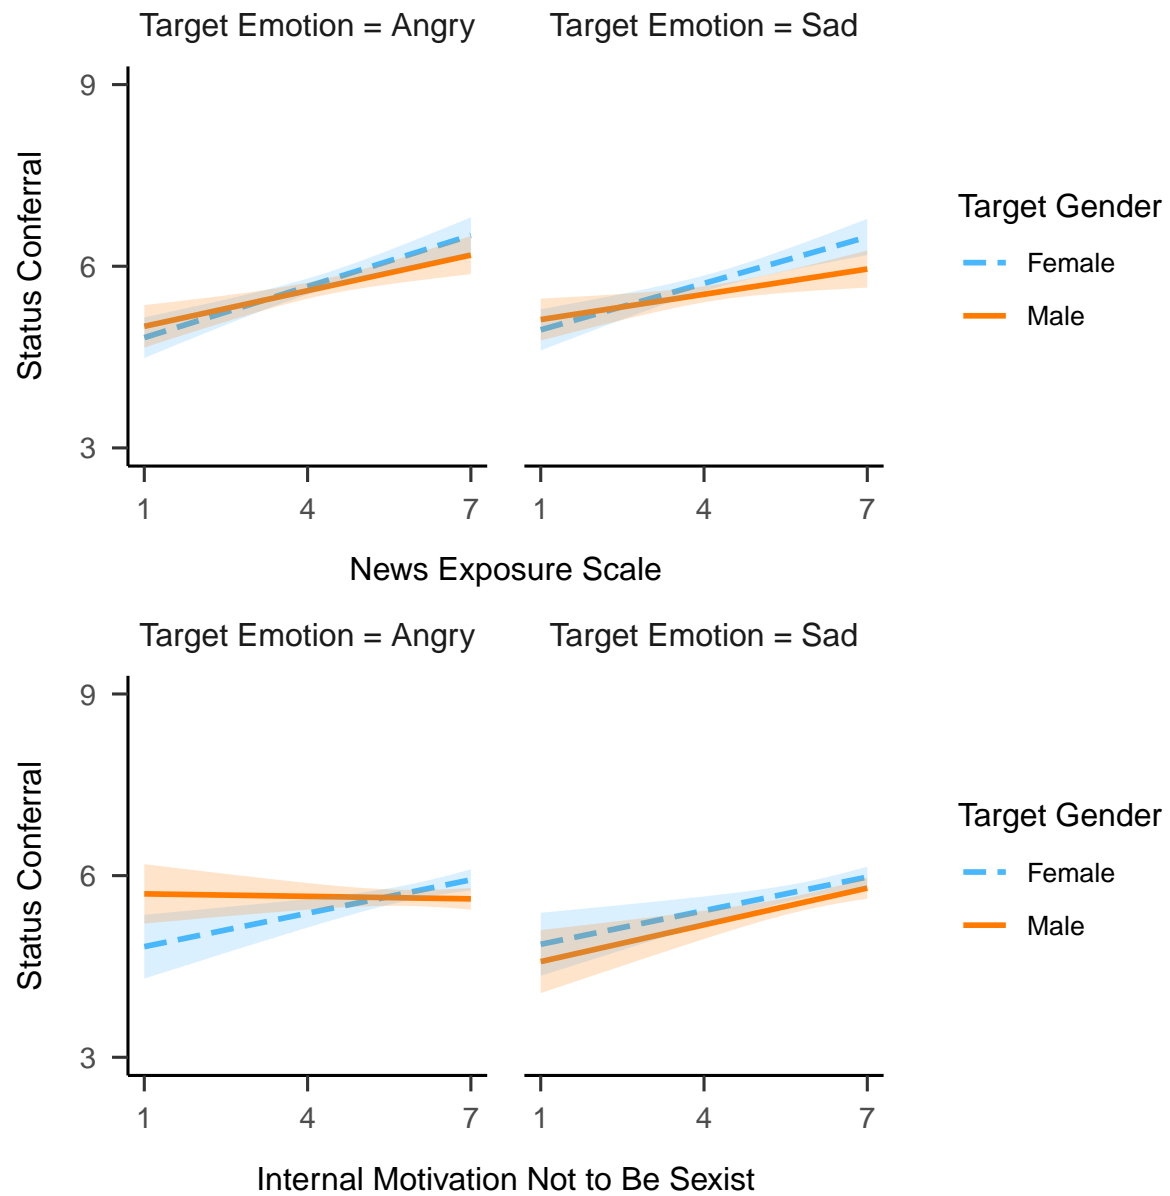 Target Emotion = Angry
Target Emotion = Sad
9
6
3
Status Conferral
1 4 7
1 4 7
News Exposure Scale
Target Gender
Female
Male
Target Emotion = Angry
Target Emotion = Sad
9
6
3
Status Conferral
1 4 7
1 4 7
Internal Motivation Not to Be Sexist
Target Gender
Female
Male